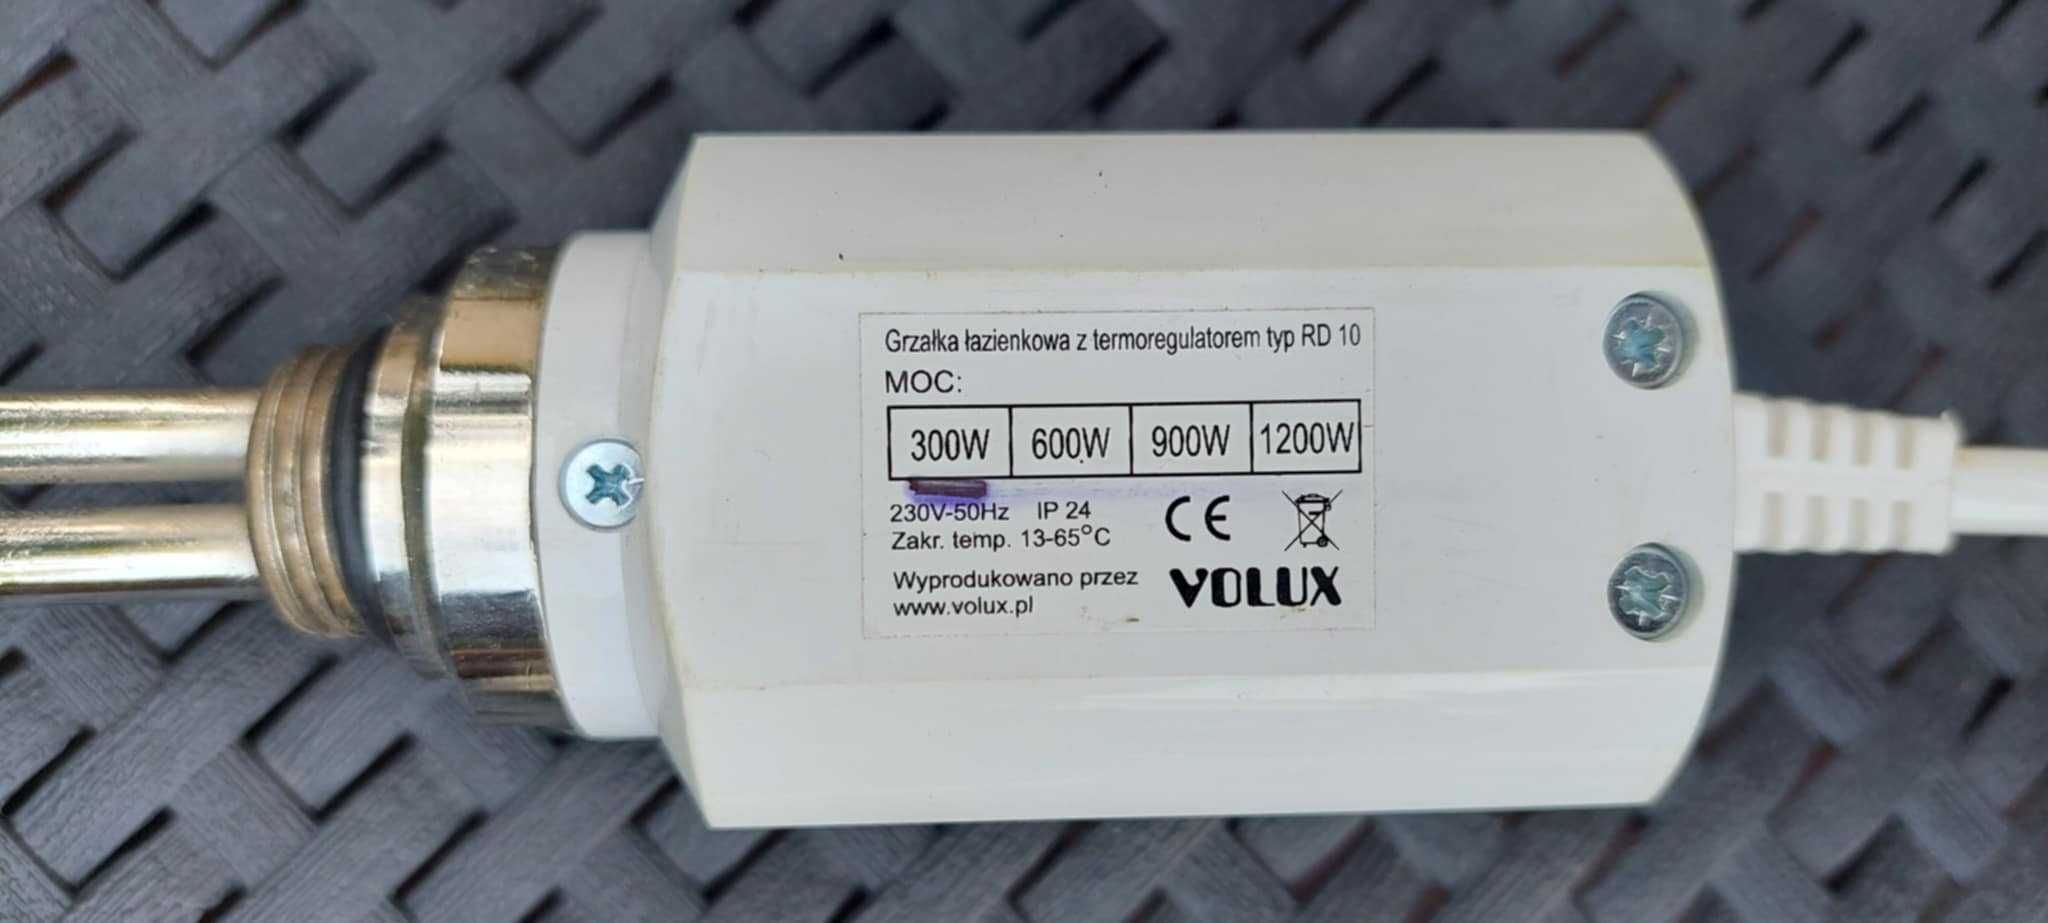 Grzałka łazienkowa z termoregulatorem typ RD 10
MOC:
300W 600W 900W 1200W
230V-50Hz IP 24
Zakr. temp. 13-65°C
CE
Wyprodukowano przez
www.volux.pl
VOLUX